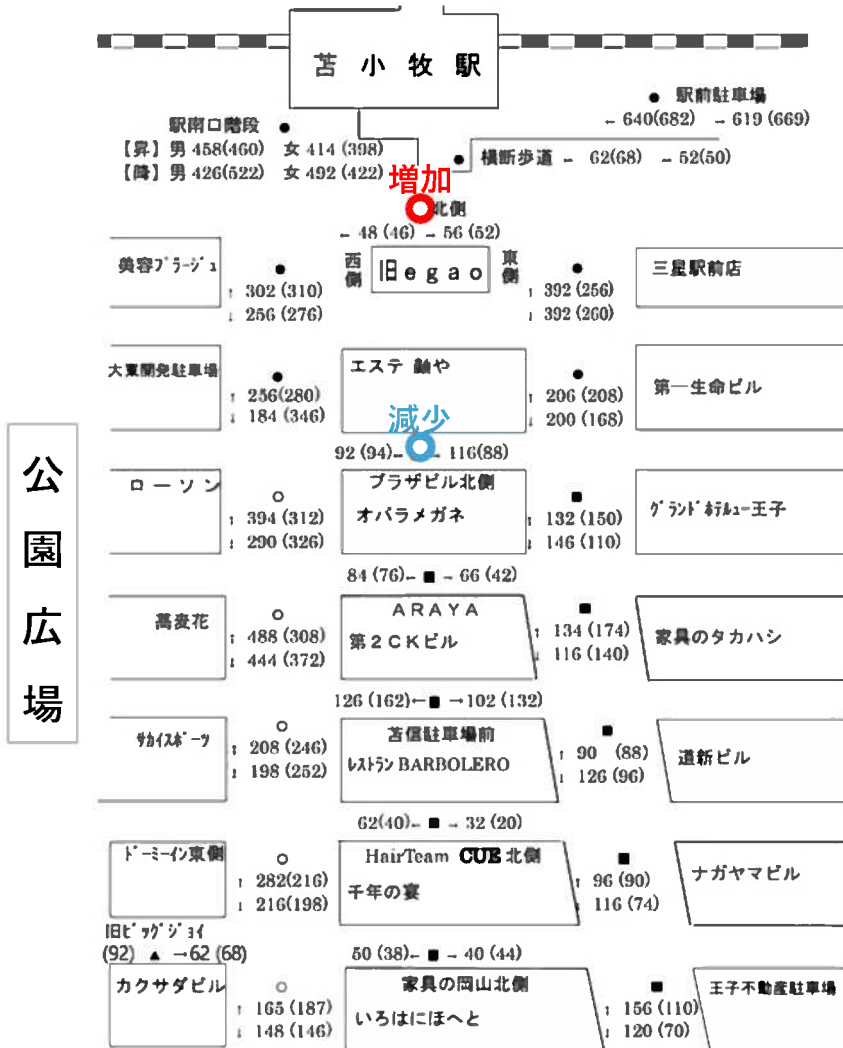 苫小牧駅
● 駅前駐車場
← 640(682) → 619 (669)
駅南口階段 ●
【昇】男 458(460) 女 414 (398)
【降】男 426(522) 女 492 (422)
● 横断歩道 ← 62(68) → 52(50)
増加
北側
← 48 (46) → 56 (52)
美容プラージュ
↑ 302 (310)
↓ 256 (276)
西側
旧egao
東側
↑ 392 (256)
↓ 392 (260)
三星駅前店
大東開発駐車場
↑ 256(280)
↓ 184 (346)
エステ 融や
↑ 206 (208)
↓ 200 (168)
第一生命ビル
減少
92 (94)← → 116(88)
公園広場
ローソン
↑ 394 (312)
↓ 290 (326)
プラザビル北側
オバラメガネ
↑ 132 (150)
↓ 146 (110)
グランドホテルニュー王子
84 (76)← ■ → 66 (42)
蕎麦花
↑ 488 (308)
↓ 444 (372)
ARAYA
第2CKビル
↑ 134 (174)
↓ 116 (140)
家具のタカハシ
126 (162)←■ →102 (132)
サカイスポーツ
↑ 208 (246)
↓ 198 (252)
苫信駐車場前
レストラン BARBOLERO
↑ 90 (88)
↓ 126 (96)
道新ビル
62(40)← ■ → 32 (20)
ドーミーイン東側
↑ 282(216)
↓ 216(198)
HairTeam CUE 北側
千年の宴
↑ 96 (90)
↓ 116 (74)
ナガヤマビル
旧ビッグジョイ
(92) ▲ →62 (68)
50 (38)← ■ → 40 (44)
カクサダビル
↑ 165 (187)
↓ 148 (146)
家具の岡山北側
いろはにほへと
↑ 156 (110)
↓ 120 (70)
王子不動産駐車場